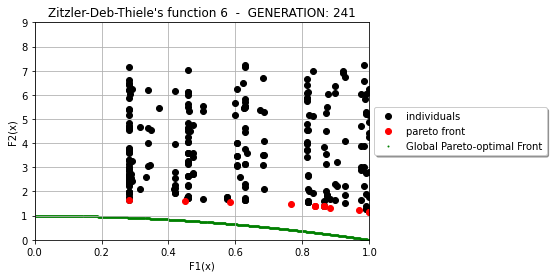 Zitzler-Deb-Thiele's function 6 - GENERATION: 241
9
8
7
6
5
4
3
2
1
0
F2(x)
0.0 0.2 0.4 0.6 0.8 1.0
F1(x)
individuals
pareto front
Global Pareto-optimal Front